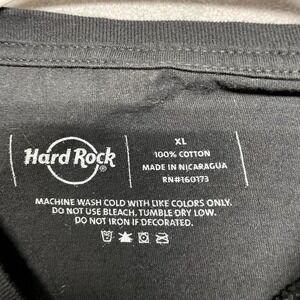 Hard Rock®
XL
100% COTTON
MADE IN NICARAGUA
RN#160173
MACHINE WASH COLD WITH LIKE COLORS ONLY.
DO NOT USE BLEACH. TUMBLE DRY LOW.
DO NOT IRON IF DECORATED.